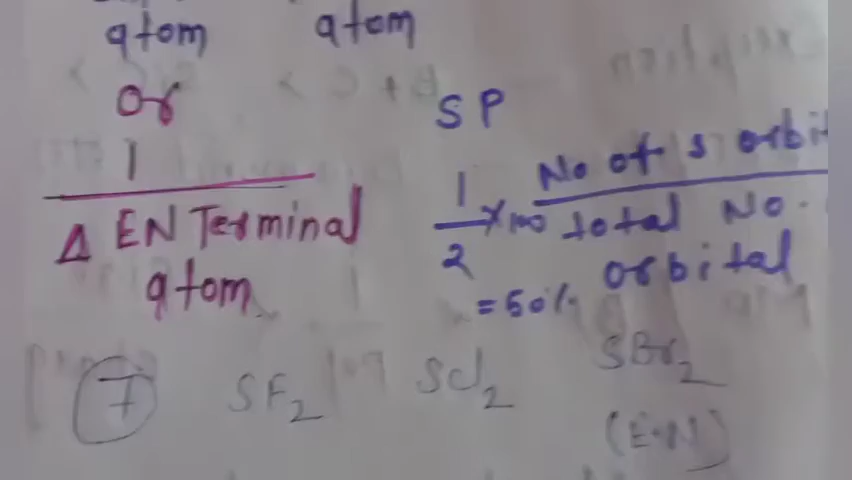 atom atom
Or
SP
1
Δ EN Terminal
atom
1/2 × 100 No of s orbit
total No.
orbital
= 50%
7 SF2 SCl2 SBr2
(E.N)